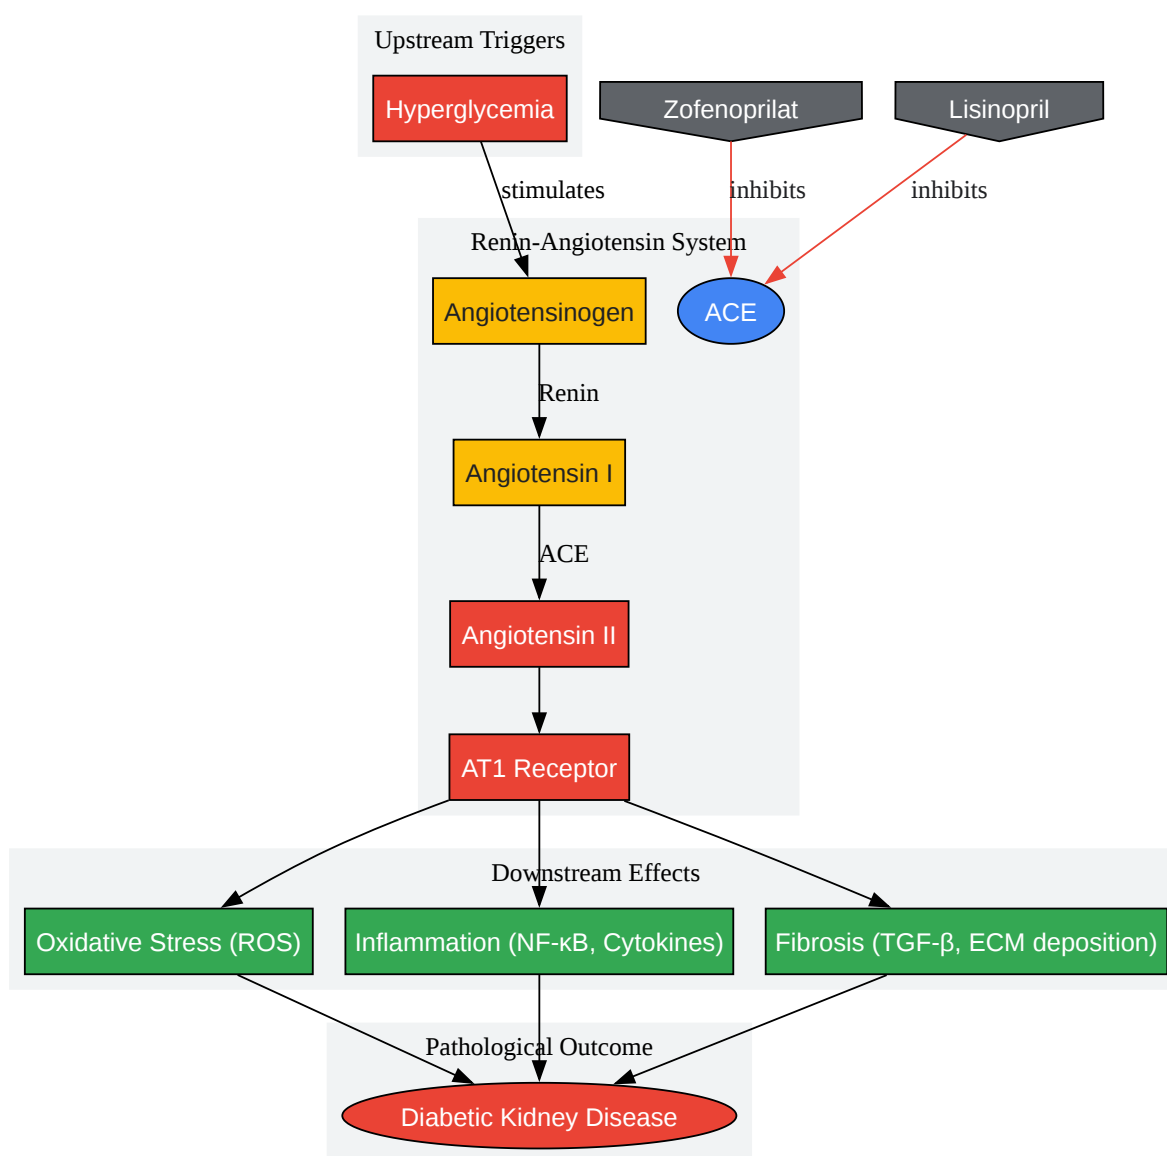 Upstream Triggers
Hyperglycemia
Zofenoprilat
Lisinopril
stimulates
inhibits
inhibits
Renin-Angiotensin System
Angiotensinogen
ACE
Renin
Angiotensin I
ACE
Angiotensin II
AT1 Receptor
Downstream Effects
Oxidative Stress (ROS)
Inflammation (NF-κB, Cytokines)
Fibrosis (TGF-β, ECM deposition)
Pathological Outcome
Diabetic Kidney Disease